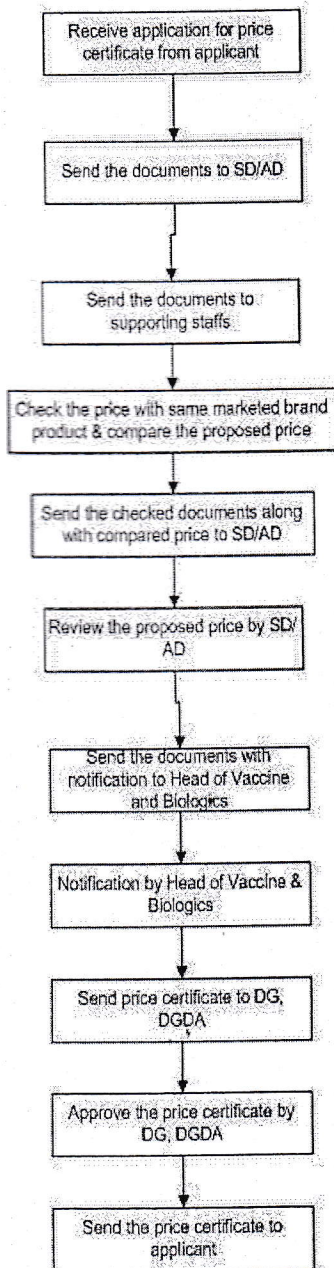 Receive application for price
certificate from applicant
Send the documents to SD/AD
Send the documents to
supporting staffs
Check the price with same marketed brand
product & compare the proposed price
Send the checked documents along
with compared price to SD/AD
Review the proposed price by SD/
AD
Send the documents with
notification to Head of Vaccine
and Biologics
Notification by Head of Vaccine &
Biologics
Send price certificate to DG,
DGDA
Approve the price certificate by
DG, DGDA
Send the price certificate to
applicant